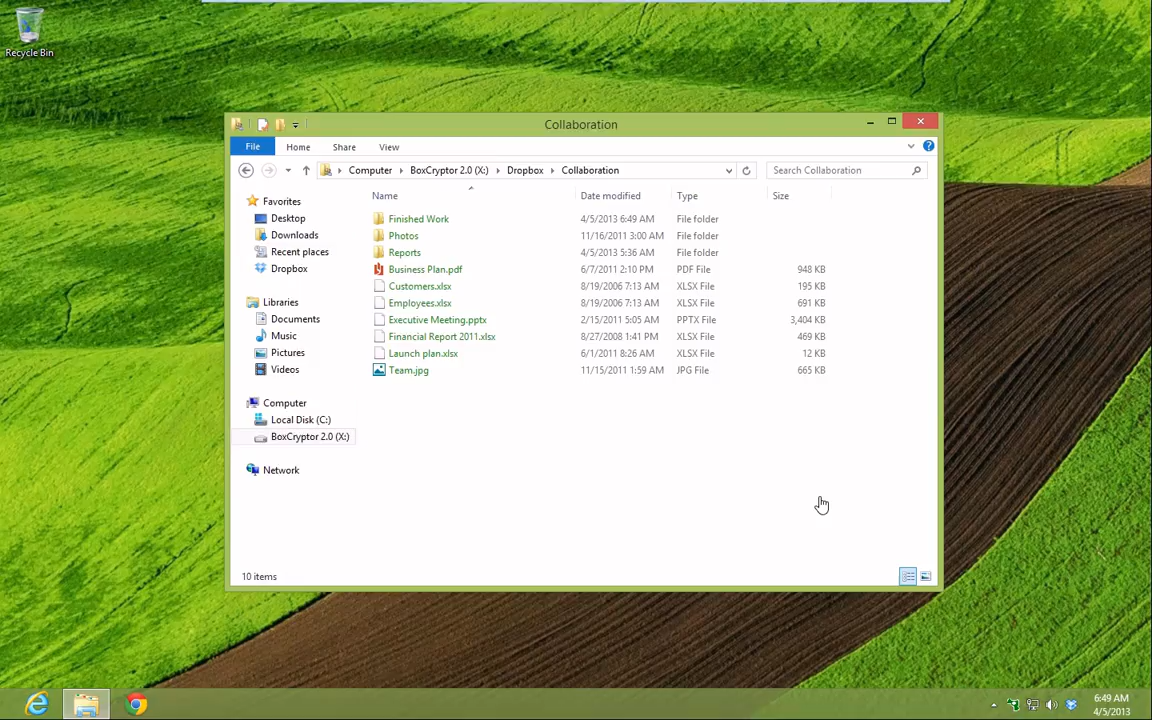 Recycle Bin
Collaboration
File Home Share View
Computer BoxCryptor 2.0 (X:) Dropbox Collaboration Search Collaboration
Name Date modified Type Size
Favorites
Desktop
Downloads
Recent places
Dropbox
Libraries
Documents
Music
Pictures
Videos
Computer
Local Disk (C:)
BoxCryptor 2.0 (X:)
Network
Finished Work 4/5/2013 6:49 AM File folder
Photos 11/16/2011 3:00 AM File folder
Reports 4/5/2013 5:36 AM File folder
Business Plan.pdf 6/7/2011 2:10 PM PDF File 948 KB
Customers.xlsx 8/19/2006 7:13 AM XLSX File 195 KB
Employees.xlsx 8/19/2006 7:13 AM XLSX File 691 KB
Executive Meeting.pptx 2/15/2011 5:05 AM PPTX File 3,404 KB
Financial Report 2011.xlsx 8/27/2008 1:41 PM XLSX File 469 KB
Launch plan.xlsx 6/1/2011 8:26 AM XLSX File 12 KB
Team.jpg 11/15/2011 1:59 AM JPG File 665 KB
10 items
6:49 AM
4/5/2013